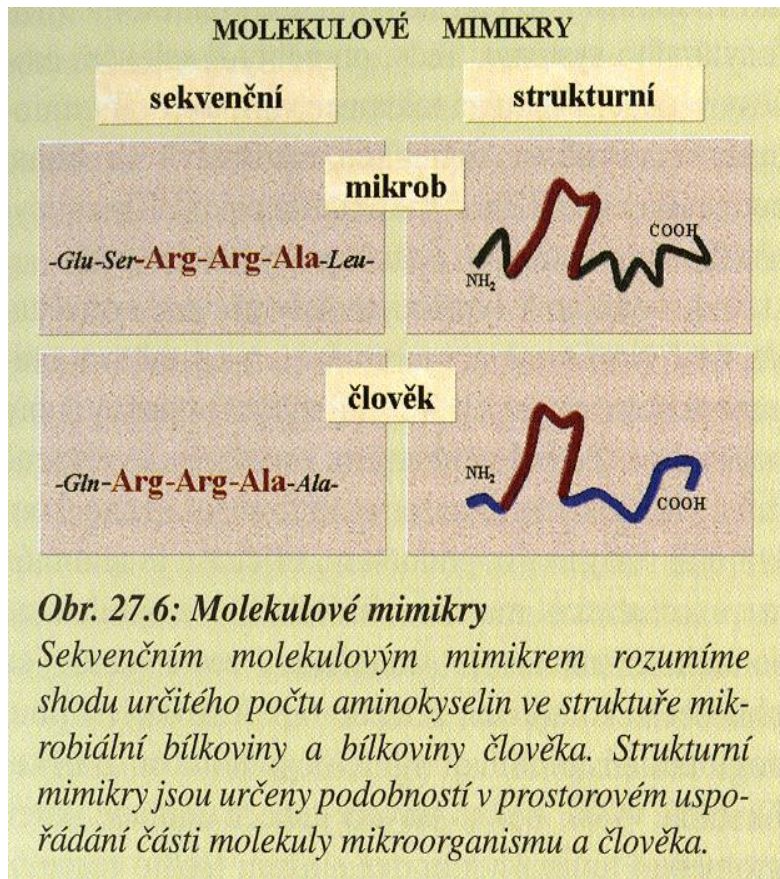 MOLEKULOVÉ MIMIKRY
sekvenční
strukturní
mikrob
-Glu-Ser-Arg-Arg-Ala-Leu-
NH₂
COOH
člověk
-Gln-Arg-Arg-Ala-Ala-
NH₂
COOH
Obr. 27.6: Molekulové mimikry
Sekvenčním molekulovým mimikrem rozumíme
shodu určitého počtu aminokyselin ve struktuře mik-
robiální bílkoviny a bílkoviny člověka. Strukturní
mimikry jsou určeny podobností v prostorovém uspo-
řádání části molekuly mikroorganismu a člověka.